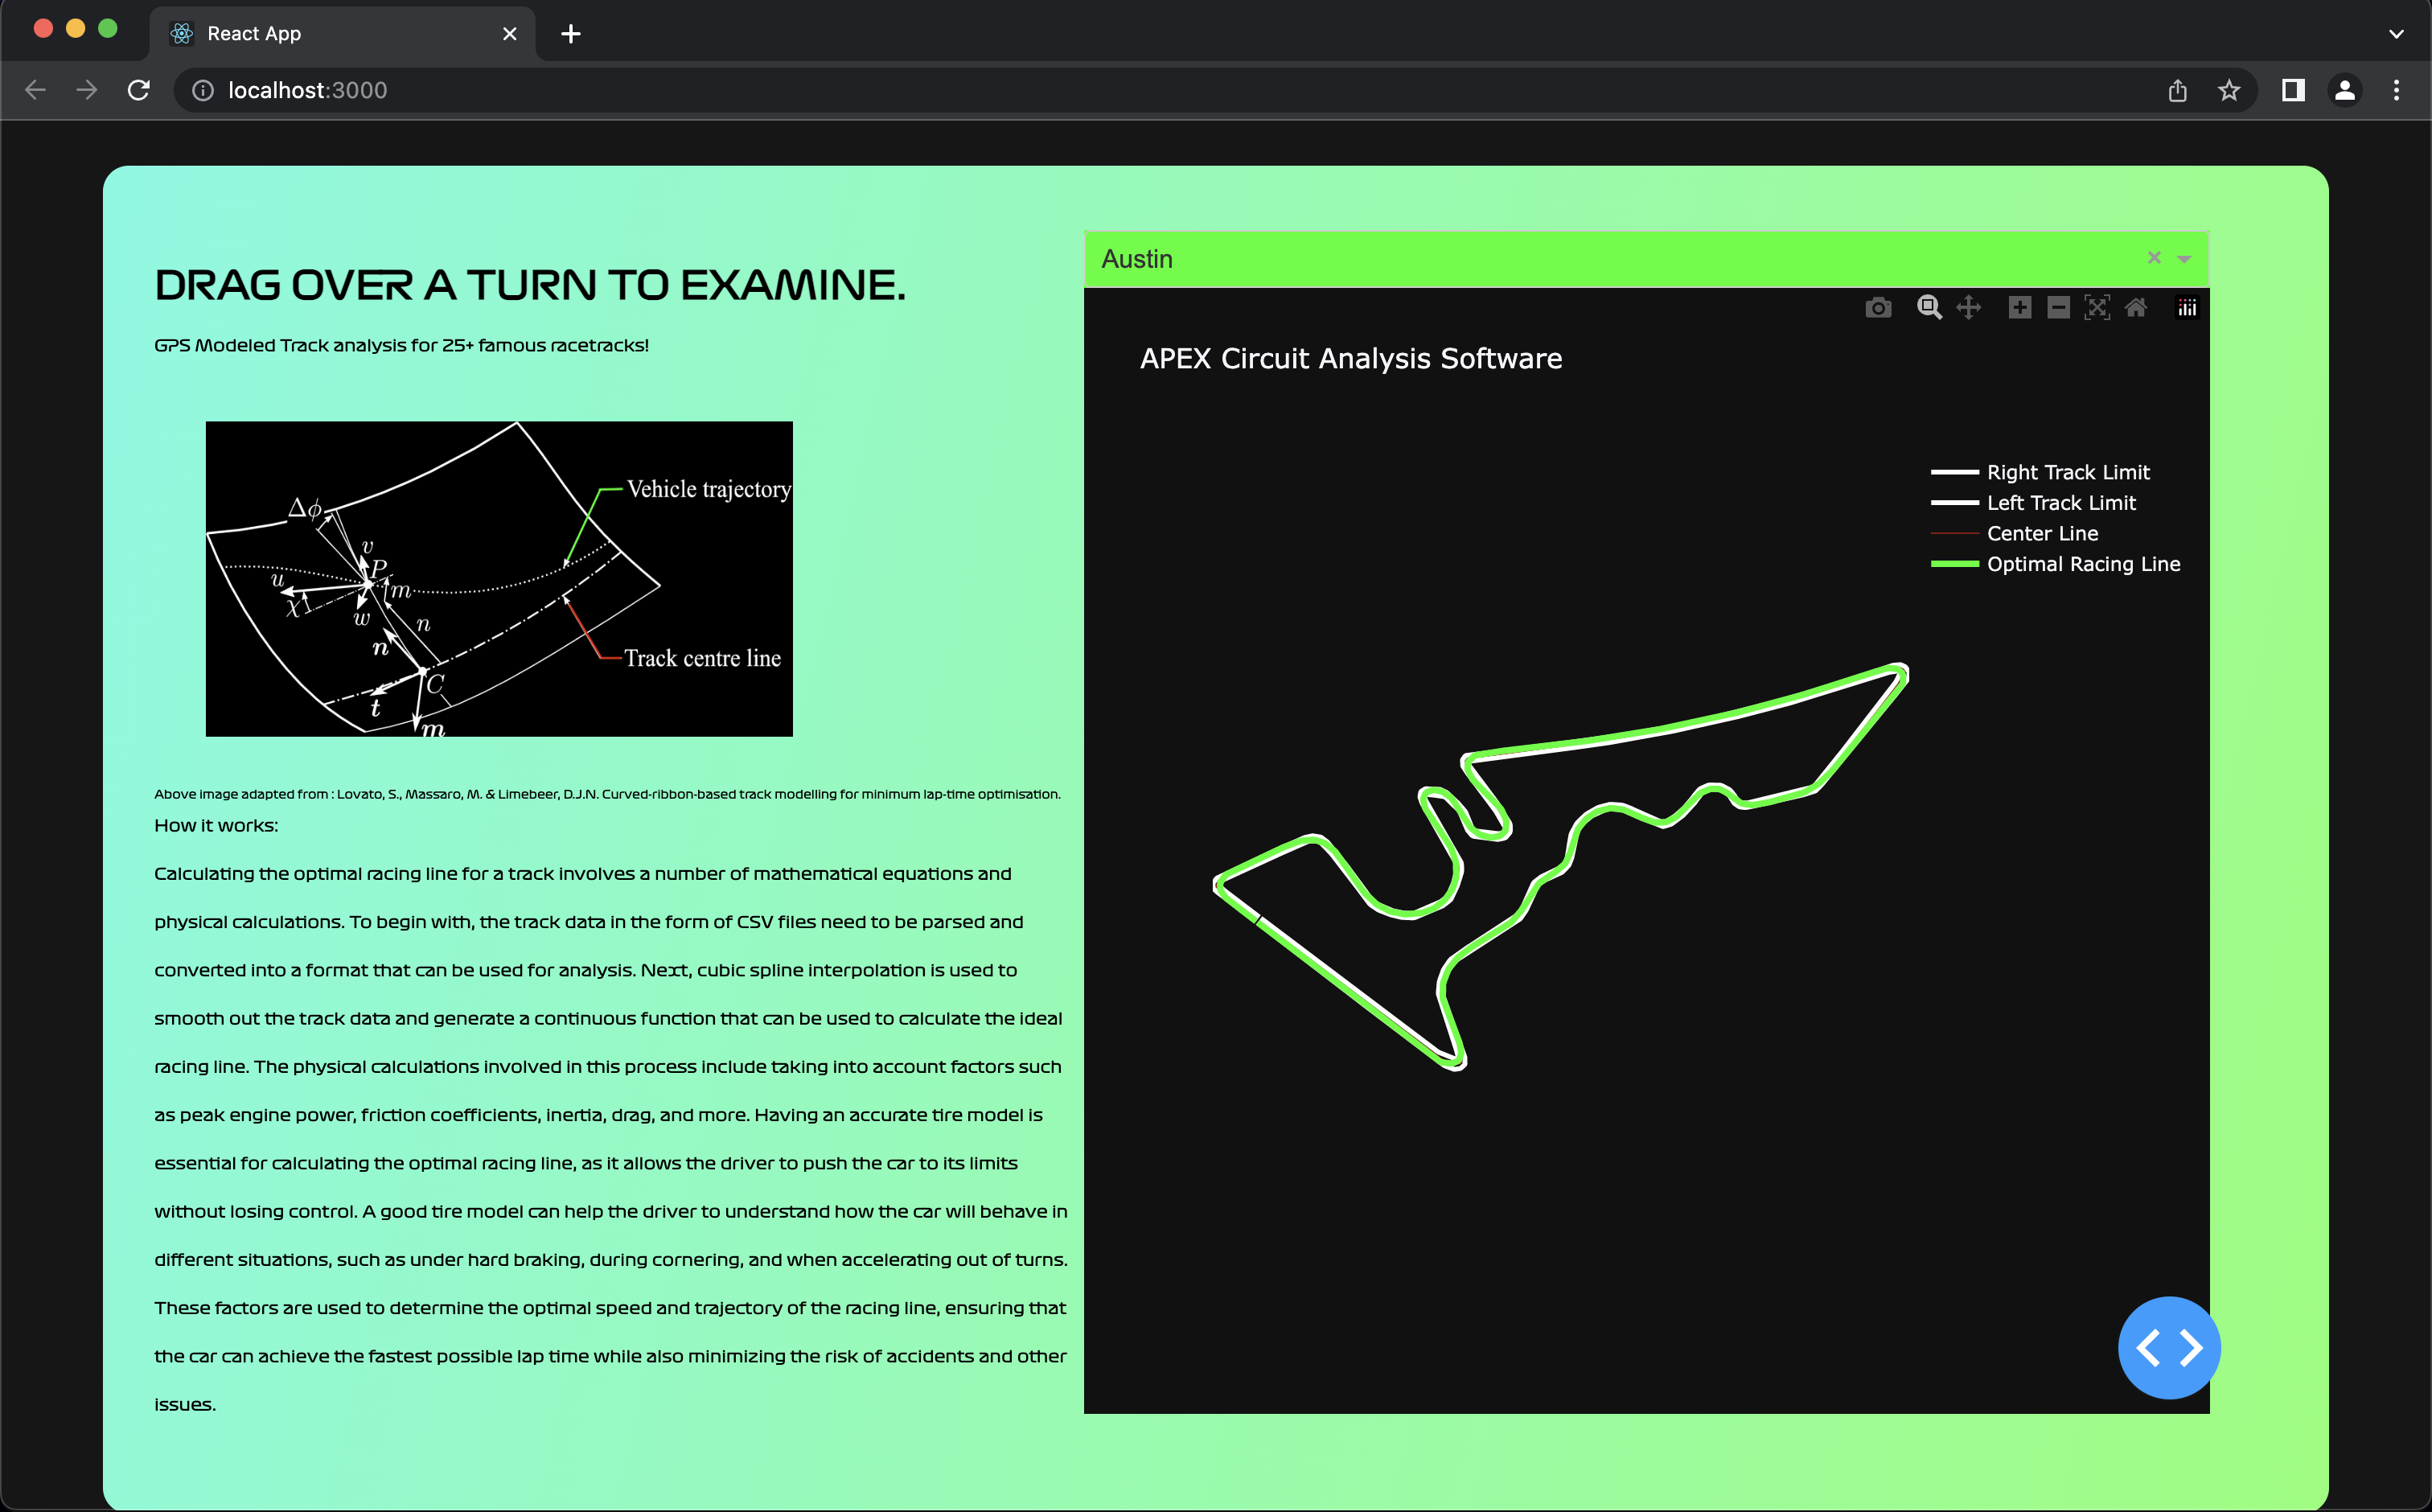 React App
localhost:3000
DRAG OVER A TURN TO EXAMINE.
GPS Modeled Track analysis for 25+ famous racetracks!
Δϕ
Vehicle trajectory
v
P
u
m
χ
w
n
n
Track centre line
C
t
m
Above image adapted from : Lovato, S., Massaro, M. & Limebeer, D.J.N. Curved-ribbon-based track modelling for minimum lap-time optimisation.
How it works:
Calculating the optimal racing line for a track involves a number of mathematical equations and
physical calculations. To begin with, the track data in the form of CSV files need to be parsed and
converted into a format that can be used for analysis. Next, cubic spline interpolation is used to
smooth out the track data and generate a continuous function that can be used to calculate the ideal
racing line. The physical calculations involved in this process include taking into account factors such
as peak engine power, friction coefficients, inertia, drag, and more. Having an accurate tire model is
essential for calculating the optimal racing line, as it allows the driver to push the car to its limits
without losing control. A good tire model can help the driver to understand how the car will behave in
different situations, such as under hard braking, during cornering, and when accelerating out of turns.
These factors are used to determine the optimal speed and trajectory of the racing line, ensuring that
the car can achieve the fastest possible lap time while also minimizing the risk of accidents and other
issues.
Austin
APEX Circuit Analysis Software
Right Track Limit
Left Track Limit
Center Line
Optimal Racing Line